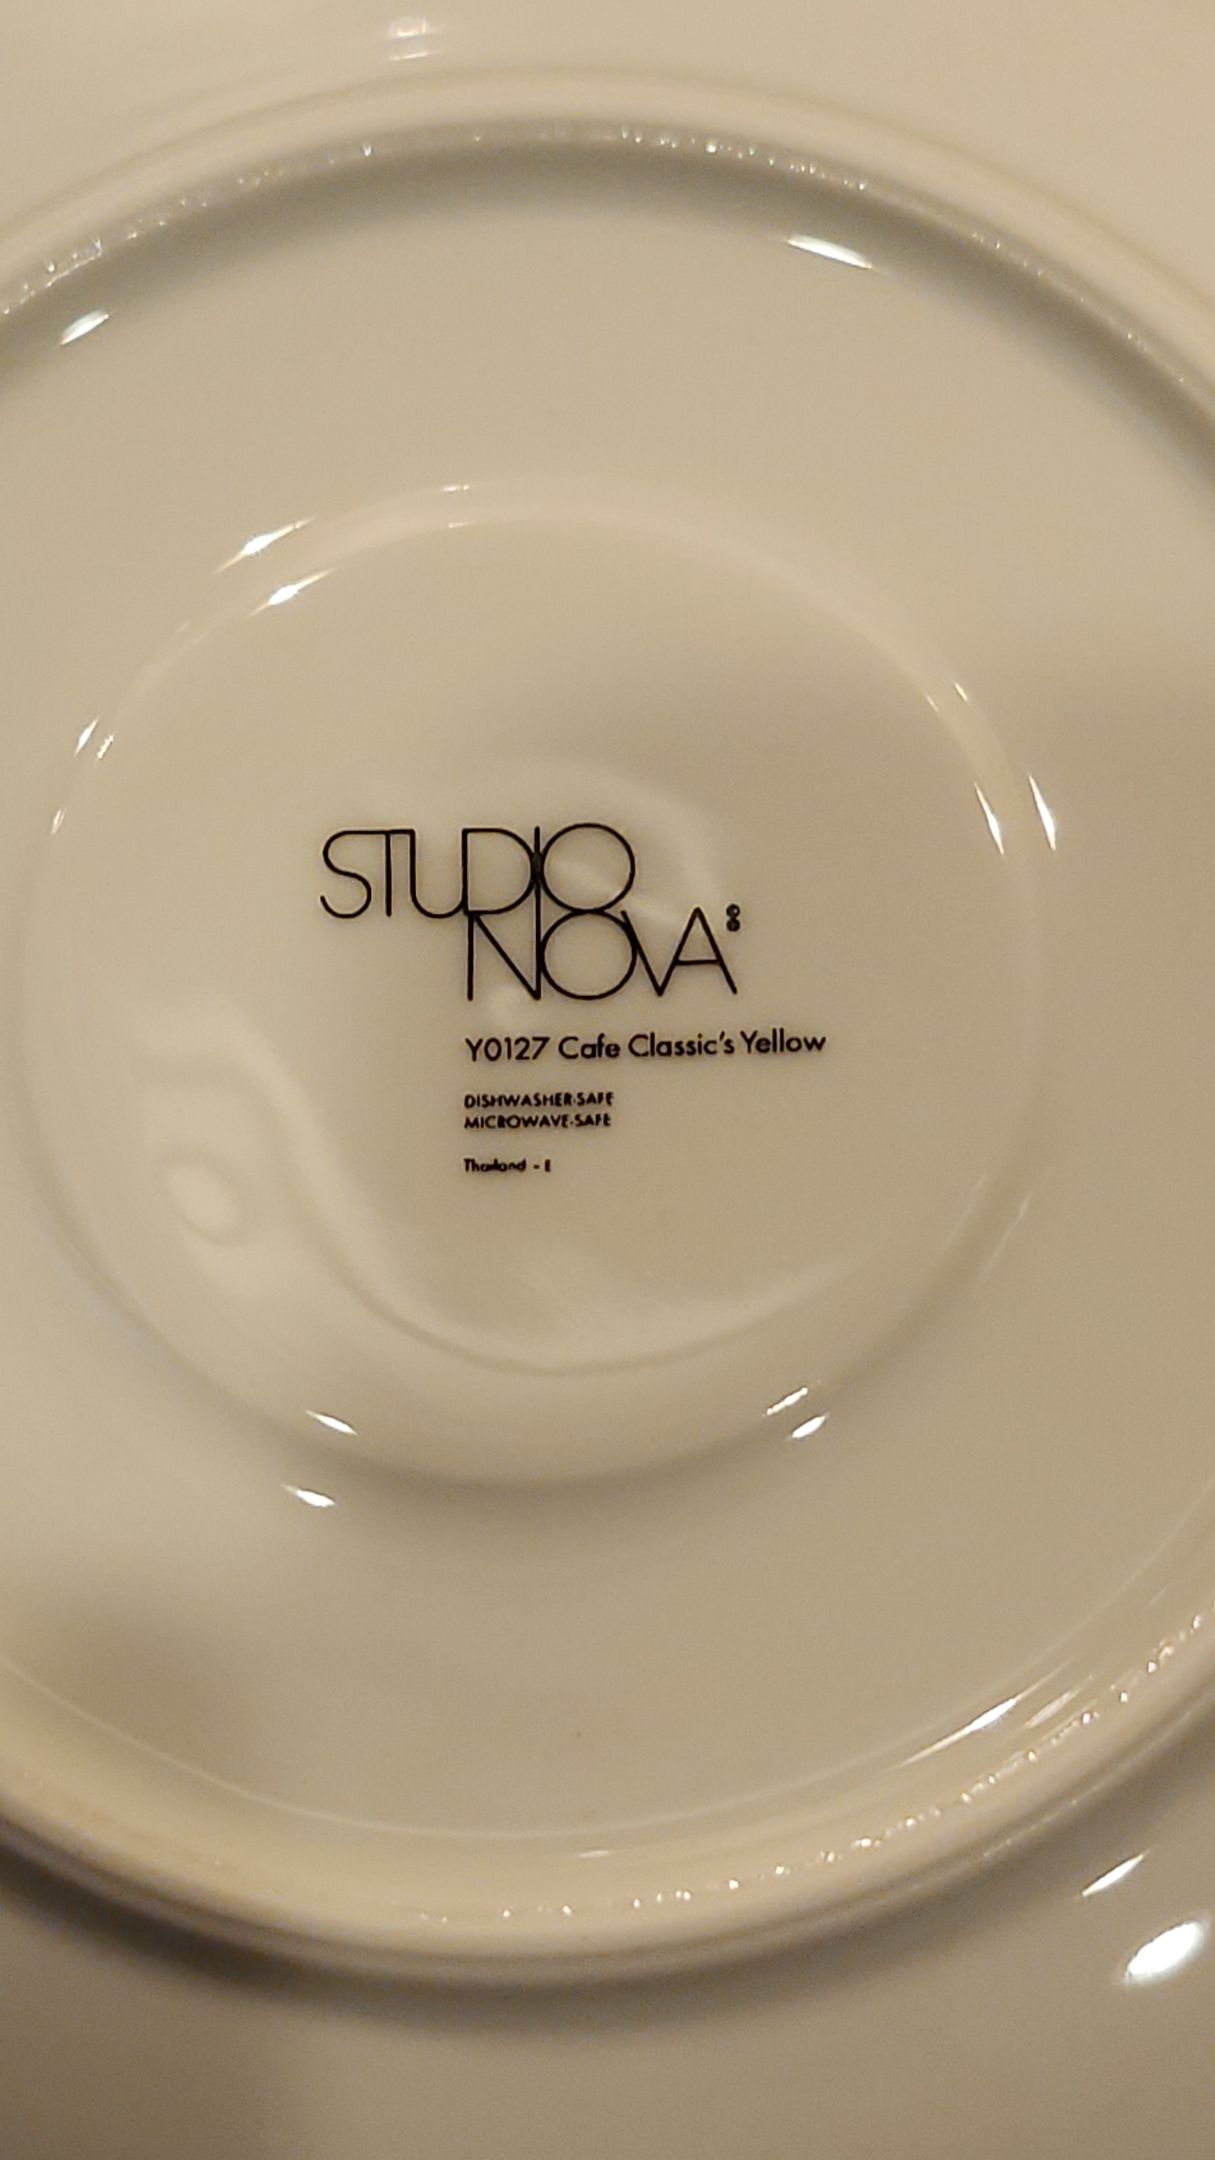 STUDIO
NOVA
Y0127 Cafe Classic's Yellow
DISHWASHER-SAFE
MICROWAVE-SAFE
Thailand - E